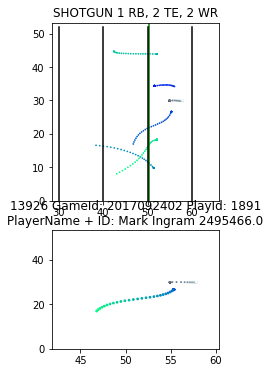 SHOTGUN 1 RB, 2 TE, 2 WR
50
40
30
20
10
0
30 40 50 60
13926 GameId: 2017092402 PlayId: 1891
PlayerName + ID: Mark Ingram 2495466.0
40
20
0
45 50 55 60